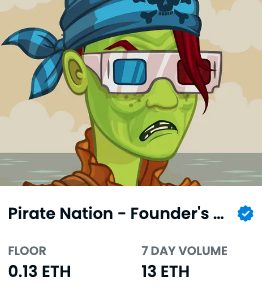 Pirate Nation - Founder's ...
FLOOR
7 DAY VOLUME
0.13 ETH
13 ETH